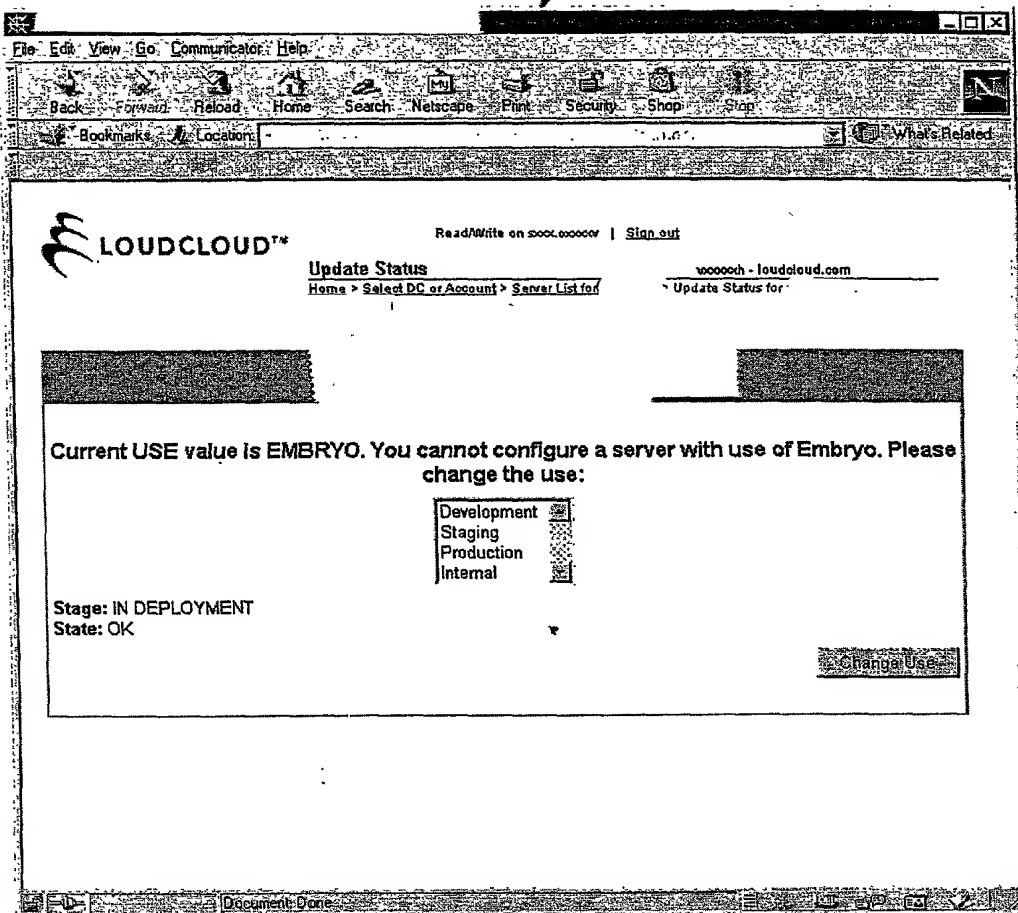 File Edit View Go Communicator Help
Back Forward Reload Home Search Netscape Print Security Shop Stop
Bookmarks Location: What's Related
LOUDCLOUD™
Read/Write on | Sign out
Update Status - loudcloud.com
Home > Select DC or Account > Server List for Update Status for
Current USE value is EMBRYO. You cannot configure a server with use of Embryo. Please
change the use:
Development
Staging
Production
Internal
Stage: IN DEPLOYMENT
State: OK
Change Use
Document: Done